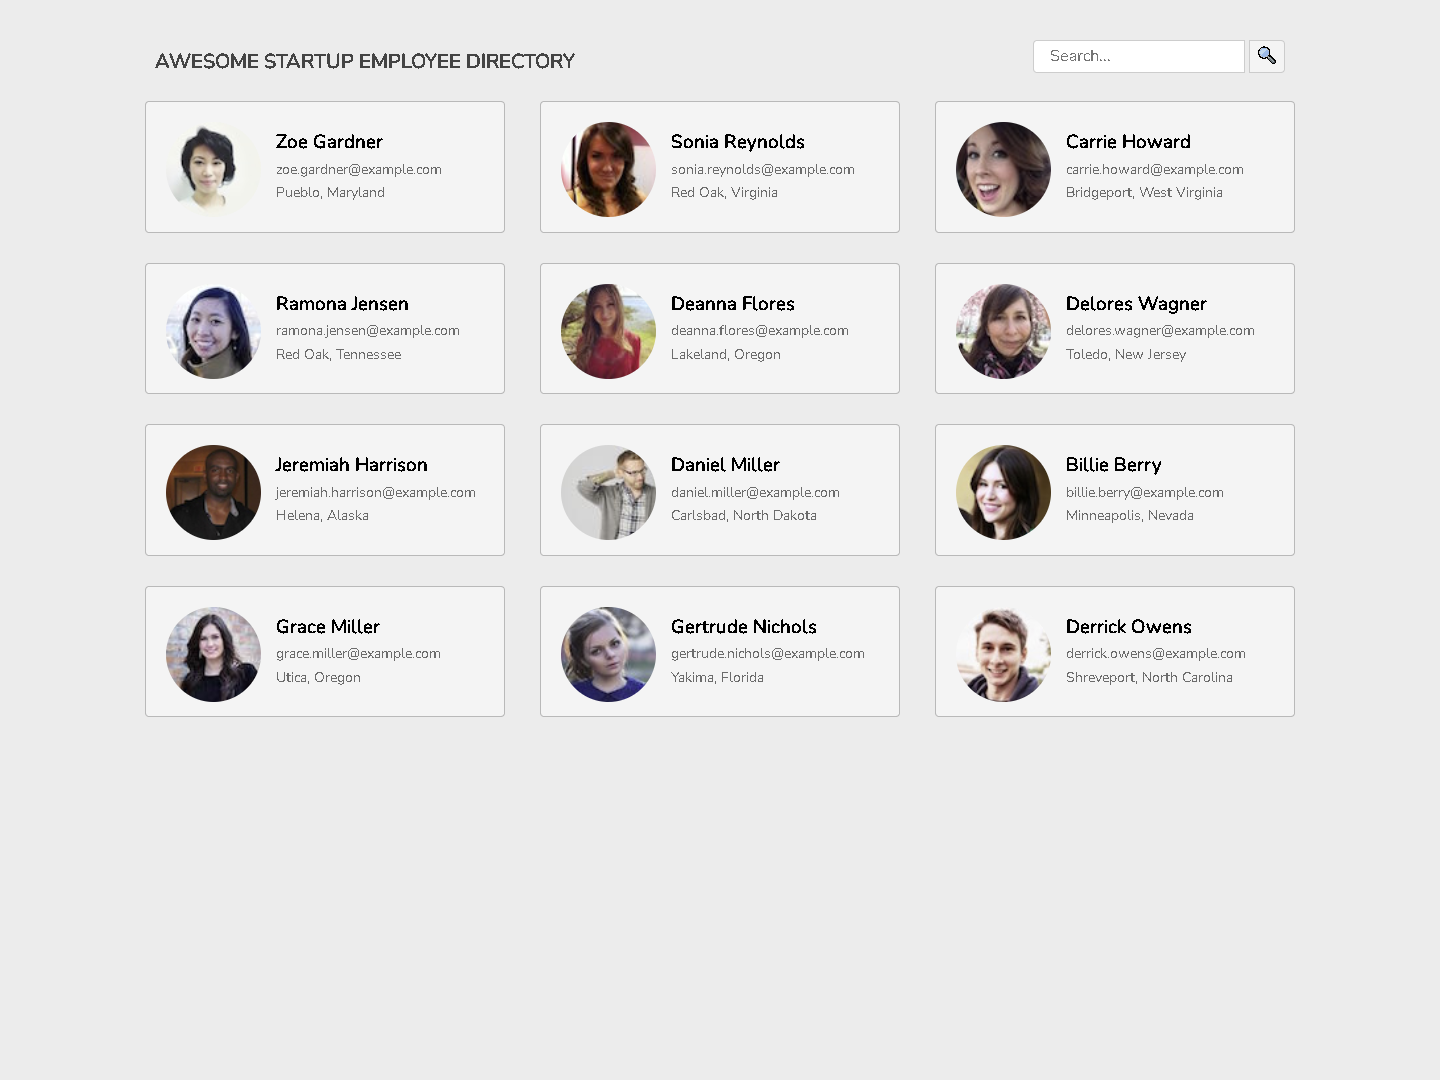 AWESOME STARTUP EMPLOYEE DIRECTORY
Search...
Zoe Gardner
zoe.gardner@example.com
Pueblo, Maryland
Sonia Reynolds
sonia.reynolds@example.com
Red Oak, Virginia
Carrie Howard
carrie.howard@example.com
Bridgeport, West Virginia
Ramona Jensen
ramona.jensen@example.com
Red Oak, Tennessee
Deanna Flores
deanna.flores@example.com
Lakeland, Oregon
Delores Wagner
delores.wagner@example.com
Toledo, New Jersey
Jeremiah Harrison
jeremiah.harrison@example.com
Helena, Alaska
Daniel Miller
daniel.miller@example.com
Carlsbad, North Dakota
Billie Berry
billie.berry@example.com
Minneapolis, Nevada
Grace Miller
grace.miller@example.com
Utica, Oregon
Gertrude Nichols
gertrude.nichols@example.com
Yakima, Florida
Derrick Owens
derrick.owens@example.com
Shreveport, North Carolina